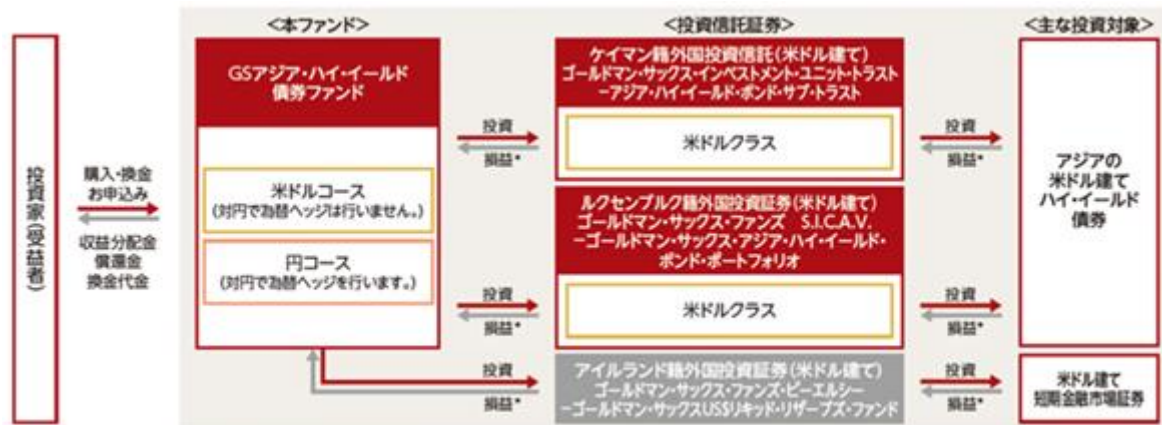 <本ファンド>
<投資信託証券>
<主な投資対象>
投資家(受益者)
購入・換金
お申込み
収益分配金
償還金
換金代金
GSアジア・ハイ・イールド
債券ファンド
米ドルコース
(対円で為替ヘッジは行いません。)
円コース
(対円で為替ヘッジを行います。)
投資
損益*
投資
損益*
投資
損益*
ケイマン籍外国投資信託(米ドル建て)
ゴールドマン・サックス・インベストメント・ユニット・トラスト
-アジア・ハイ・イールド・ボンド・サブ・トラスト
米ドルクラス
ルクセンブルク籍外国投資証券(米ドル建て)
ゴールドマン・サックス・ファンズ S.I.C.A.V.
-ゴールドマン・サックス・アジア・ハイ・イールド・
ボンド・ポートフォリオ
米ドルクラス
アイルランド籍外国投資証券(米ドル建て)
ゴールドマン・サックス・ファンズ・ピーエルシー
-ゴールドマン・サックスUS$リキッド・リザーブズ・ファンド
投資
損益*
投資
損益*
投資
損益*
アジアの
米ドル建て
ハイ・イールド
債券
米ドル建て
短期金融市場証券